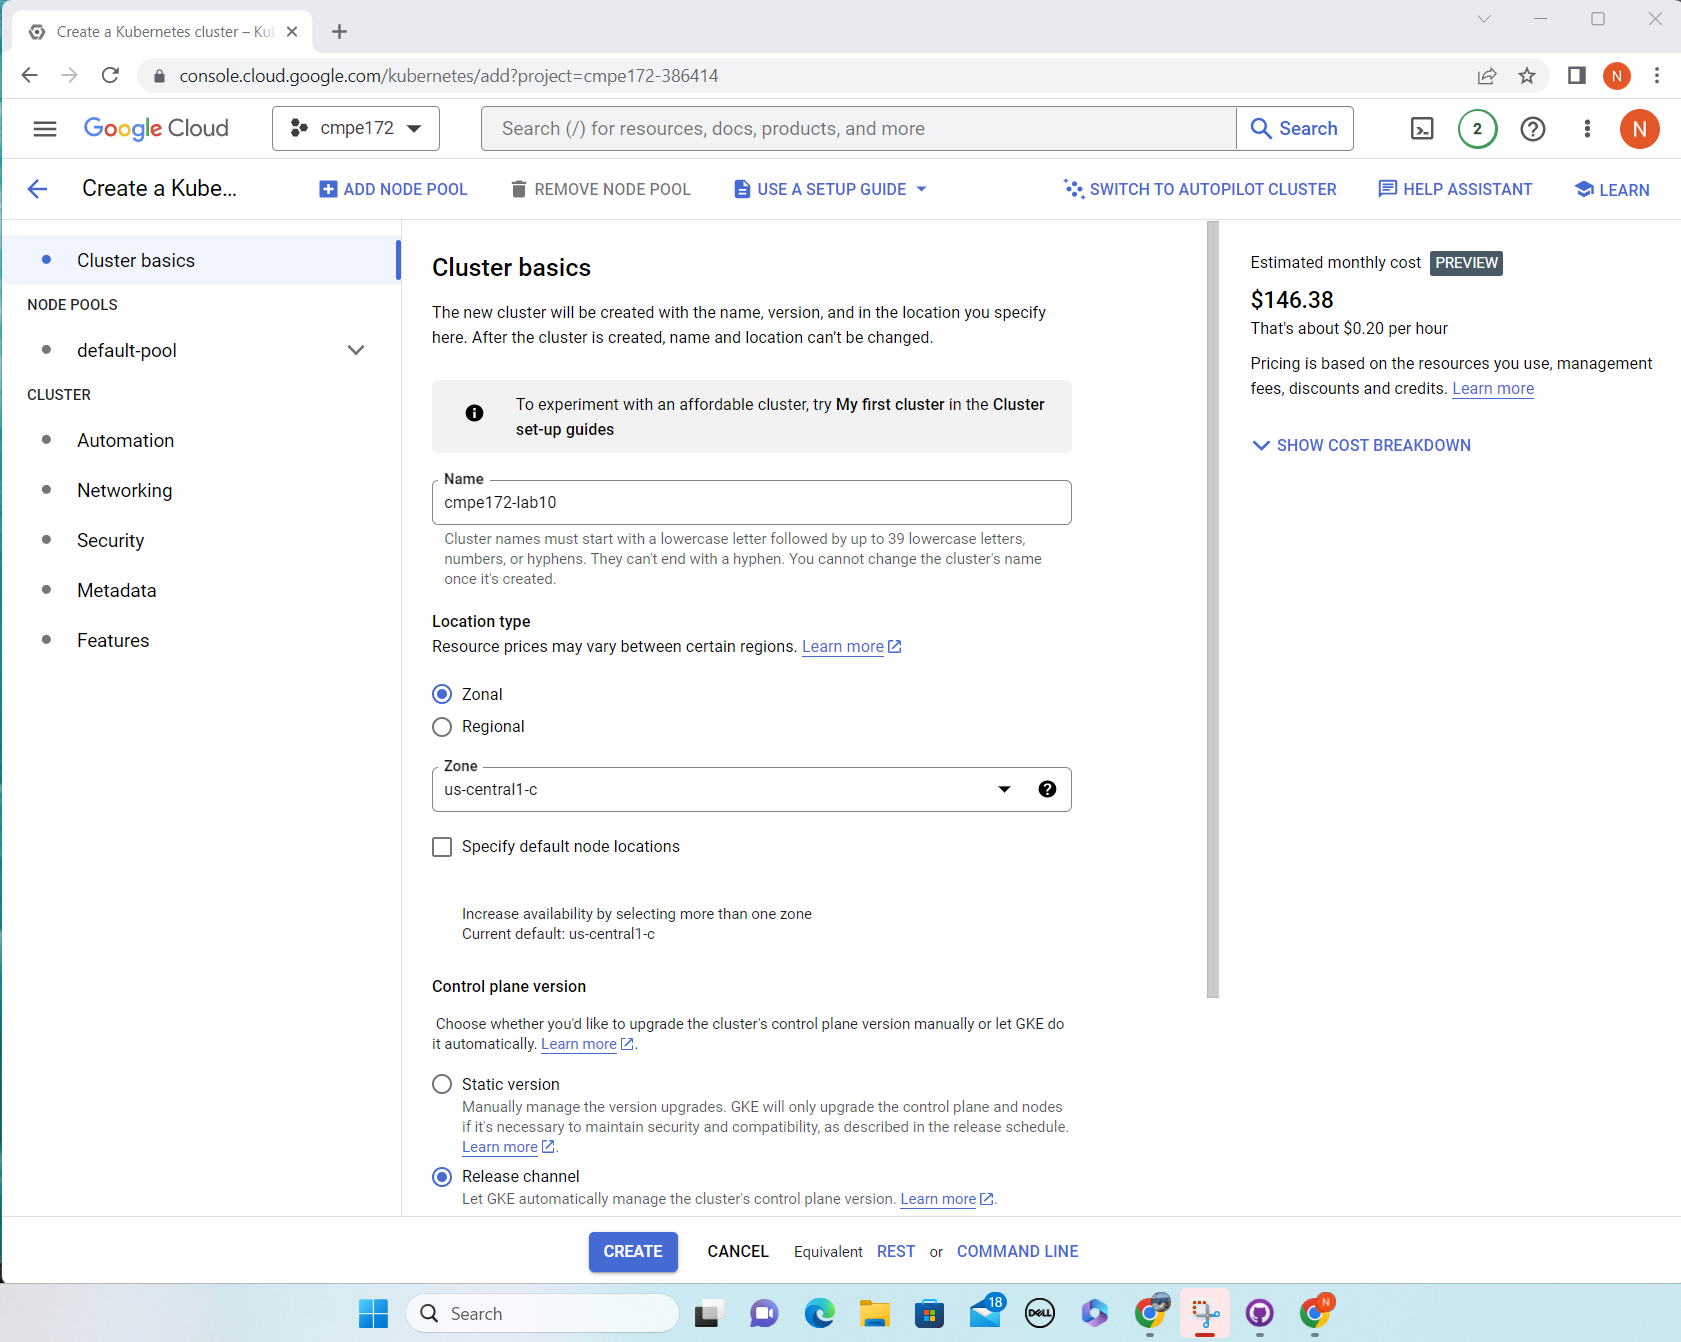 Create a Kubernetes cluster – Ku
console.cloud.google.com/kubernetes/add?project=cmpe172-386414
N
Google Cloud
cmpe172
Search (/) for resources, docs, products, and more
Search
2
N
Create a Kube...
ADD NODE POOL
REMOVE NODE POOL
USE A SETUP GUIDE
SWITCH TO AUTOPILOT CLUSTER
HELP ASSISTANT
LEARN
Cluster basics
NODE POOLS
default-pool
CLUSTER
Automation
Networking
Security
Metadata
Features
Cluster basics
The new cluster will be created with the name, version, and in the location you specify
here. After the cluster is created, name and location can’t be changed.
To experiment with an affordable cluster, try My first cluster in the Cluster
set-up guides
Name
cmpe172-lab10
Cluster names must start with a lowercase letter followed by up to 39 lowercase letters,
numbers, or hyphens. They can't end with a hyphen. You cannot change the cluster's name
once it's created.
Location type
Resource prices may vary between certain regions. Learn more
Zonal
Regional
Zone
us-central1-c
Specify default node locations
Increase availability by selecting more than one zone
Current default: us-central1-c
Control plane version
Choose whether you'd like to upgrade the cluster's control plane version manually or let GKE do
it automatically. Learn more.
Static version
Manually manage the version upgrades. GKE will only upgrade the control plane and nodes
if it's necessary to maintain security and compatibility, as described in the release schedule.
Learn more.
Release channel
Let GKE automatically manage the cluster's control plane version. Learn more.
Estimated monthly cost PREVIEW
$146.38
That's about $0.20 per hour
Pricing is based on the resources you use, management
fees, discounts and credits. Learn more
SHOW COST BREAKDOWN
CREATE
CANCEL
Equivalent REST or COMMAND LINE
Search
18
DELL
N